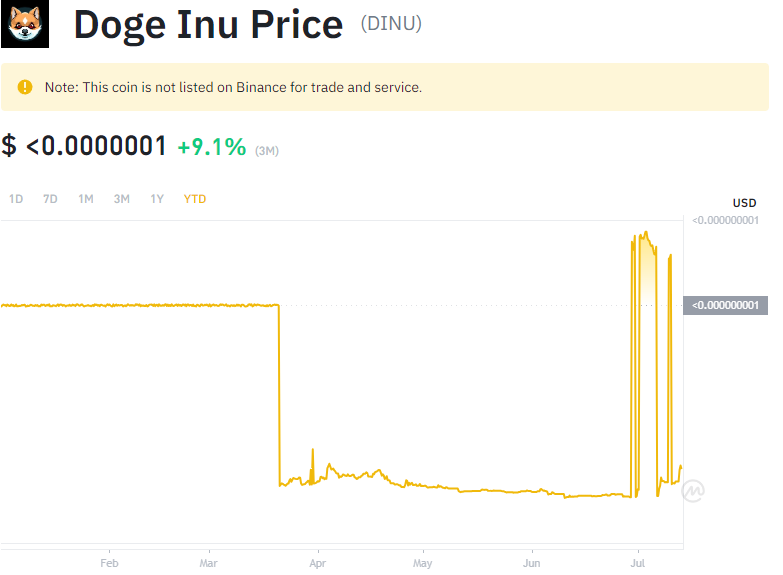 Doge Inu Price (DINU)
Note: This coin is not listed on Binance for trade and service.
$ <0.0000001 +9.1% (3M)
1D 7D 1M 3M 1Y YTD
USD
<0.000000001
<0.000000001
Feb Mar Apr May Jun Jul